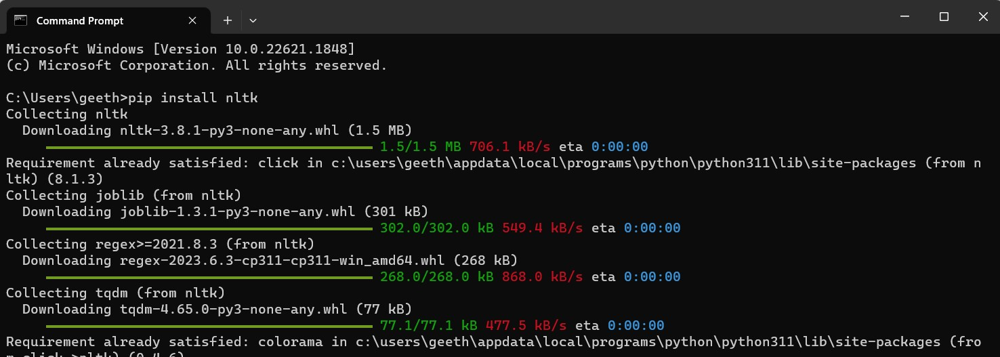 Command Prompt
Microsoft Windows [Version 10.0.22621.1848]
(c) Microsoft Corporation. All rights reserved.
C:\Users\geeth>pip install nltk
Collecting nltk
  Downloading nltk-3.8.1-py3-none-any.whl (1.5 MB)
1.5/1.5 MB 706.1 kB/s eta 0:00:00
Requirement already satisfied: click in c:\users\geeth\appdata\local\programs\python\python311\lib\site-packages (from n
ltk) (8.1.3)
Collecting joblib (from nltk)
  Downloading joblib-1.3.1-py3-none-any.whl (301 kB)
302.0/302.0 kB 549.4 kB/s eta 0:00:00
Collecting regex>=2021.8.3 (from nltk)
  Downloading regex-2023.6.3-cp311-cp311-win_amd64.whl (268 kB)
268.0/268.0 kB 868.0 kB/s eta 0:00:00
Collecting tqdm (from nltk)
  Downloading tqdm-4.65.0-py3-none-any.whl (77 kB)
77.1/77.1 kB 477.5 kB/s eta 0:00:00
Requirement already satisfied: colorama in c:\users\geeth\appdata\local\programs\python\python311\lib\site-packages (fro
m click->nltk) (0.4.6)